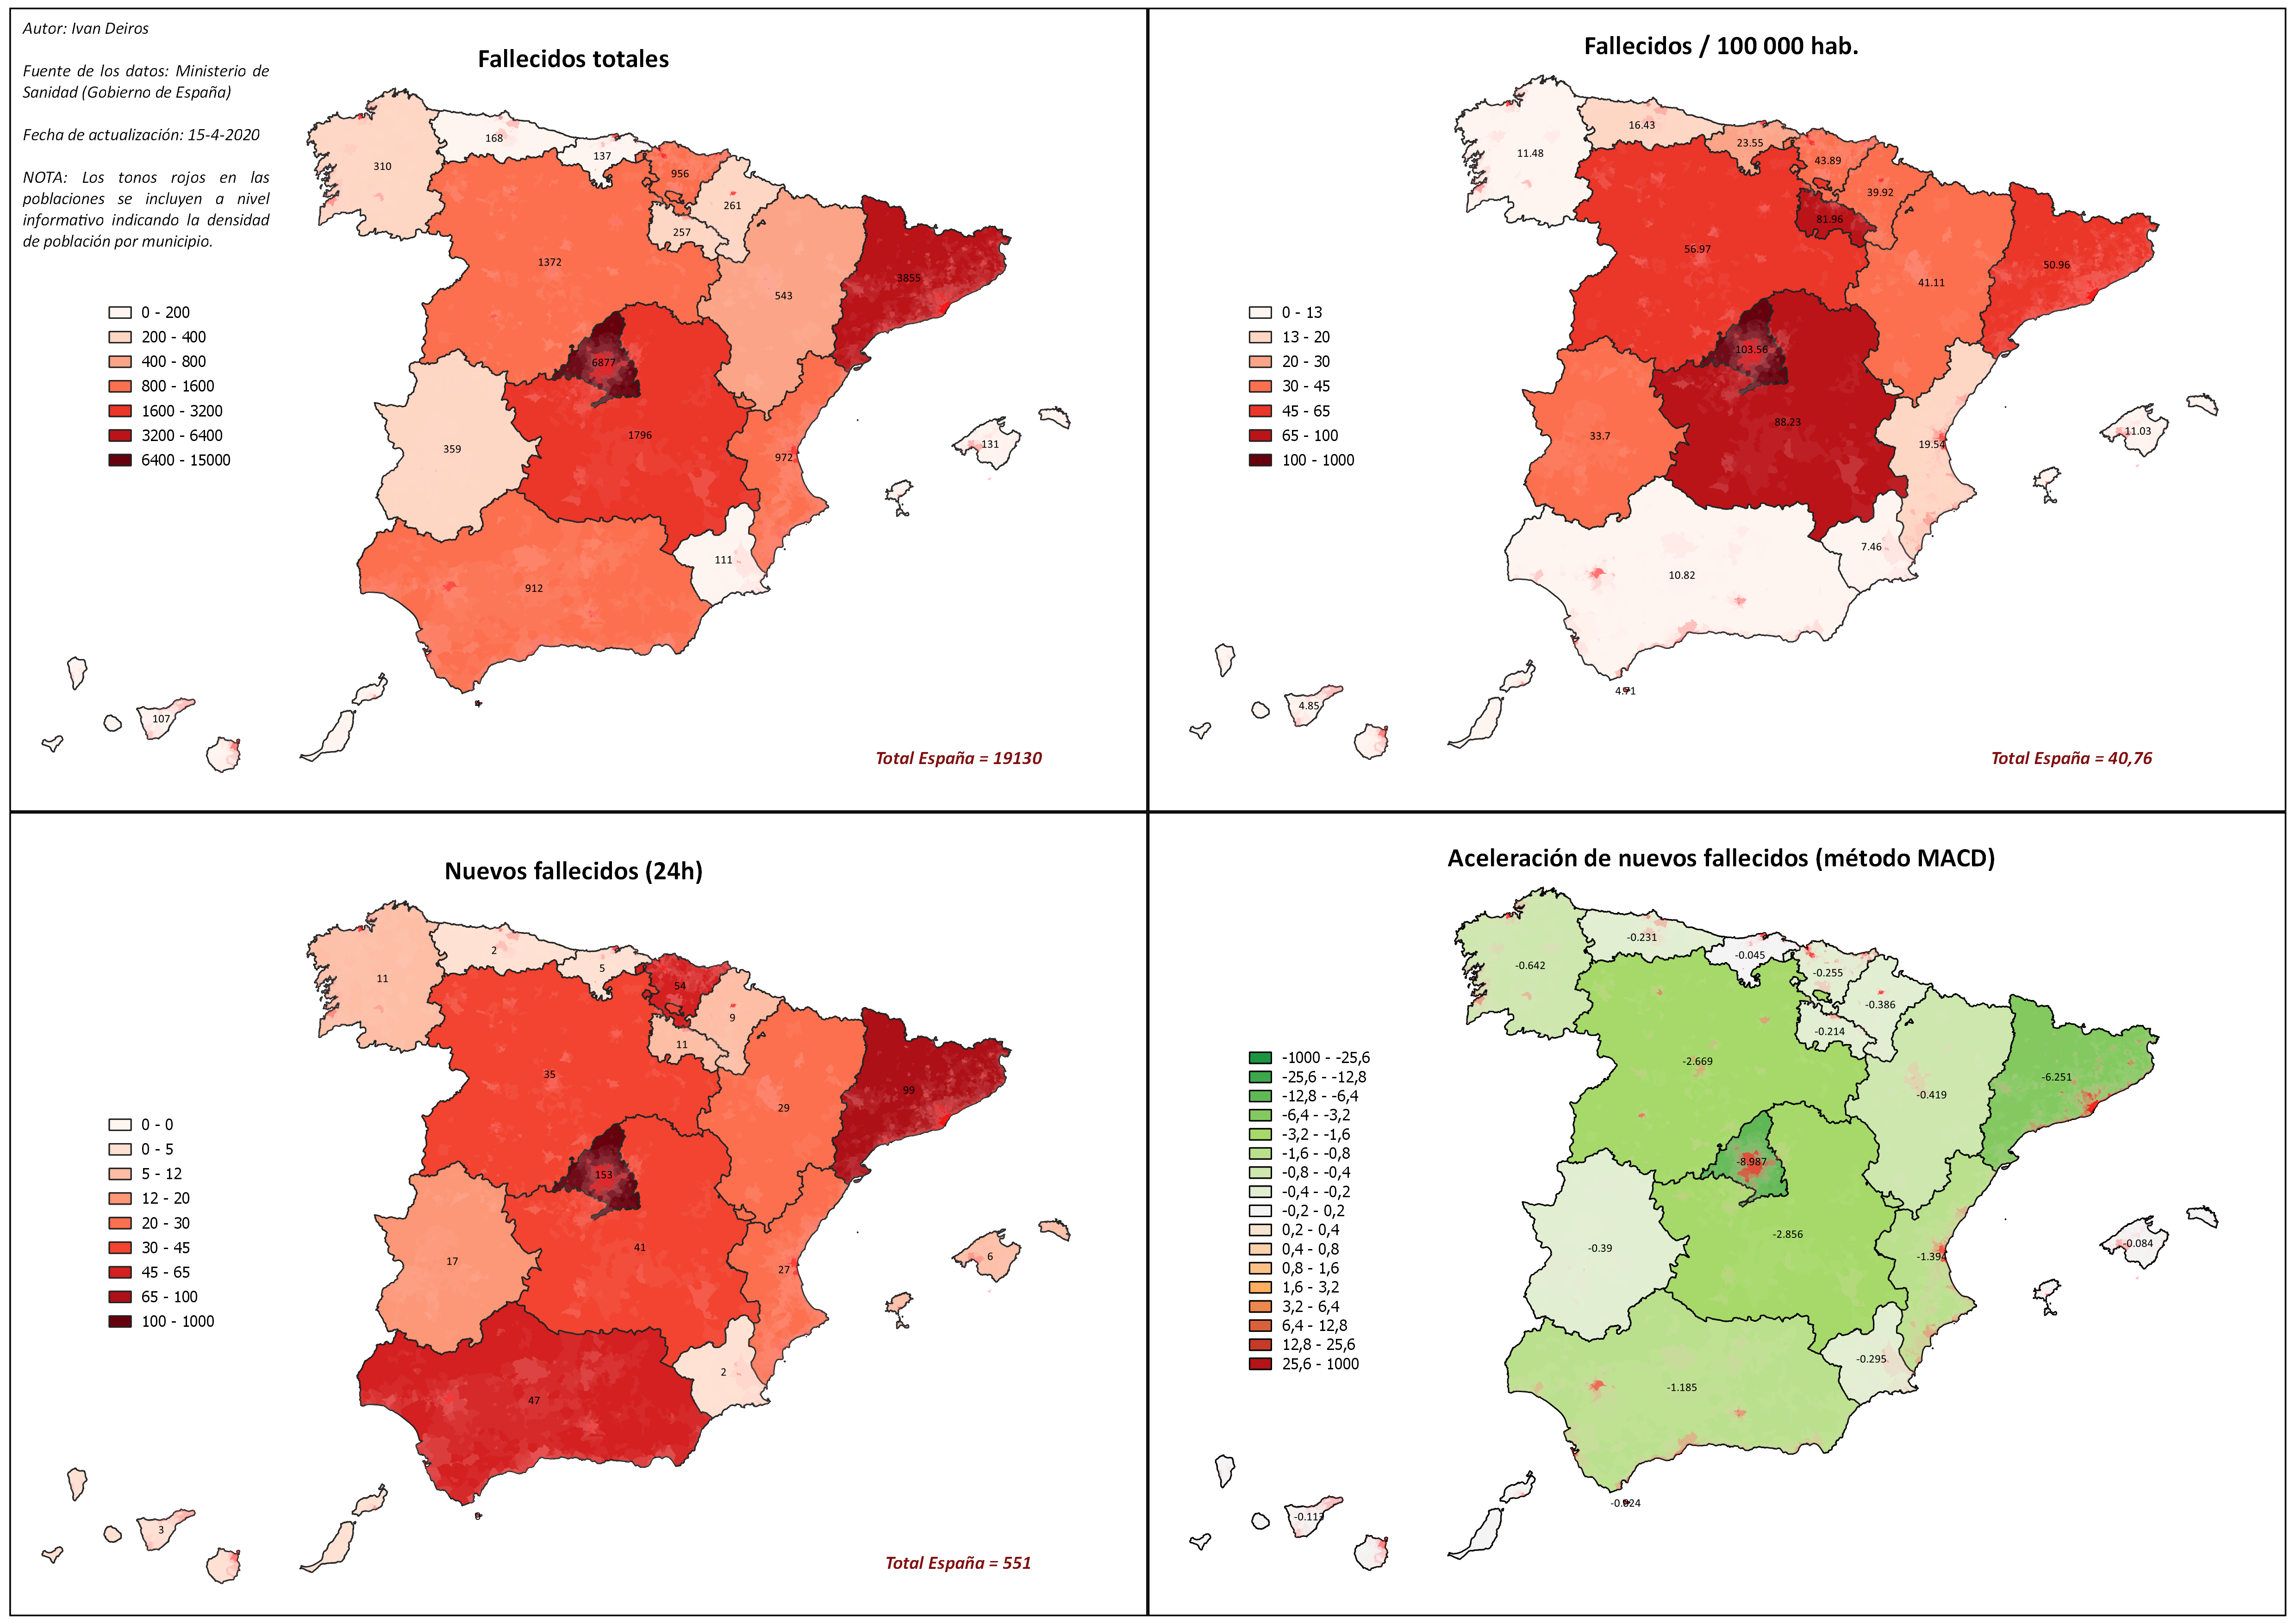 Autor: Ivan Deiros
Fuente de los datos: Ministerio de
Sanidad (Gobierno de España)
Fecha de actualización: 15-4-2020
NOTA: Los tonos rojos en las
poblaciones se incluyen a nivel
informativo indicando la densidad
de población por municipio.
Fallecidos totales
0 - 200
200 - 400
400 - 800
800 - 1600
1600 - 3200
3200 - 6400
6400 - 15000
310
168
137
956
261
257
1372
543
3855
6877
1796
359
972
131
111
912
107
Total España = 19130
Fallecidos / 100 000 hab.
0 - 13
13 - 20
20 - 30
30 - 45
45 - 65
65 - 100
100 - 1000
11.48
16.43
23.55
43.89
39.92
81.96
56.97
41.11
50.96
103.56
88.23
33.7
19.54
11.03
7.46
10.82
4.71
4.85
Total España = 40,76
Nuevos fallecidos (24h)
0 - 0
0 - 5
5 - 12
12 - 20
20 - 30
30 - 45
45 - 65
65 - 100
100 - 1000
11
2
5
54
9
11
35
29
99
153
41
17
27
6
2
47
0
3
Total España = 551
Aceleración de nuevos fallecidos (método MACD)
-1000 - -25,6
-25,6 - -12,8
-12,8 - -6,4
-6,4 - -3,2
-3,2 - -1,6
-1,6 - -0,8
-0,8 - -0,4
-0,4 - -0,2
-0,2 - 0,2
0,2 - 0,4
0,4 - 0,8
0,8 - 1,6
1,6 - 3,2
3,2 - 6,4
6,4 - 12,8
12,8 - 25,6
25,6 - 1000
-0.642
-0.231
-0.045
-0.255
-0.386
-0.214
-2.669
-0.419
-6.251
-8.987
-2.856
-0.39
-1.394
-0.084
-0.295
-1.185
-0.024
-0.113